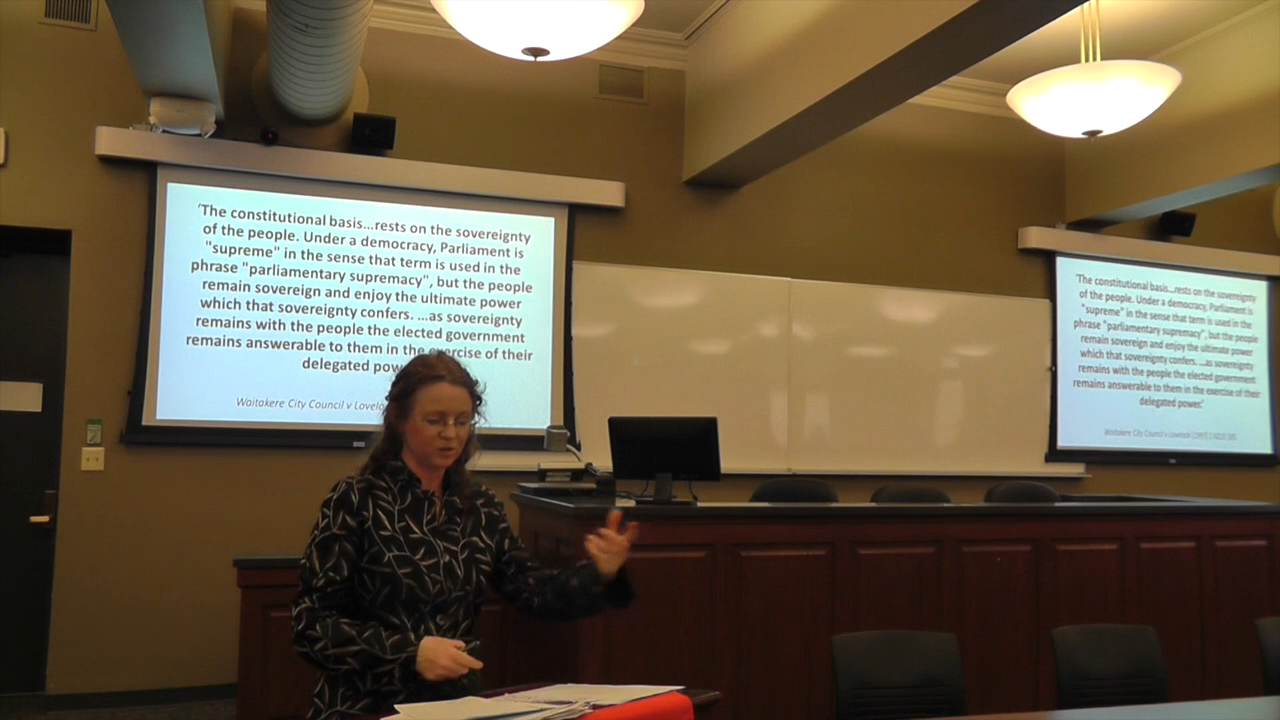 'The constitutional basis...rests on the sovereignty
of the people. Under a democracy, Parliament is
"supreme" in the sense that term is used in the
phrase "parliamentary supremacy", but the people
remain sovereign and enjoy the ultimate power
which that sovereignty confers. ...as sovereignty
remains with the people the elected government
remains answerable to them in the exercise of their
delegated pow
Waitakere City Council v Lovelo
'The constitutional basis...rests on the sovereignty
of the people. Under a democracy, Parliament is
"supreme" in the sense that term is used in the
phrase "parliamentary supremacy", but the people
remain sovereign and enjoy the ultimate power
which that sovereignty confers. ...as sovereignty
remains with the people the elected government
remains answerable to them in the exercise of their
delegated power.'
Waitakere City Council v Lovelock [1997]